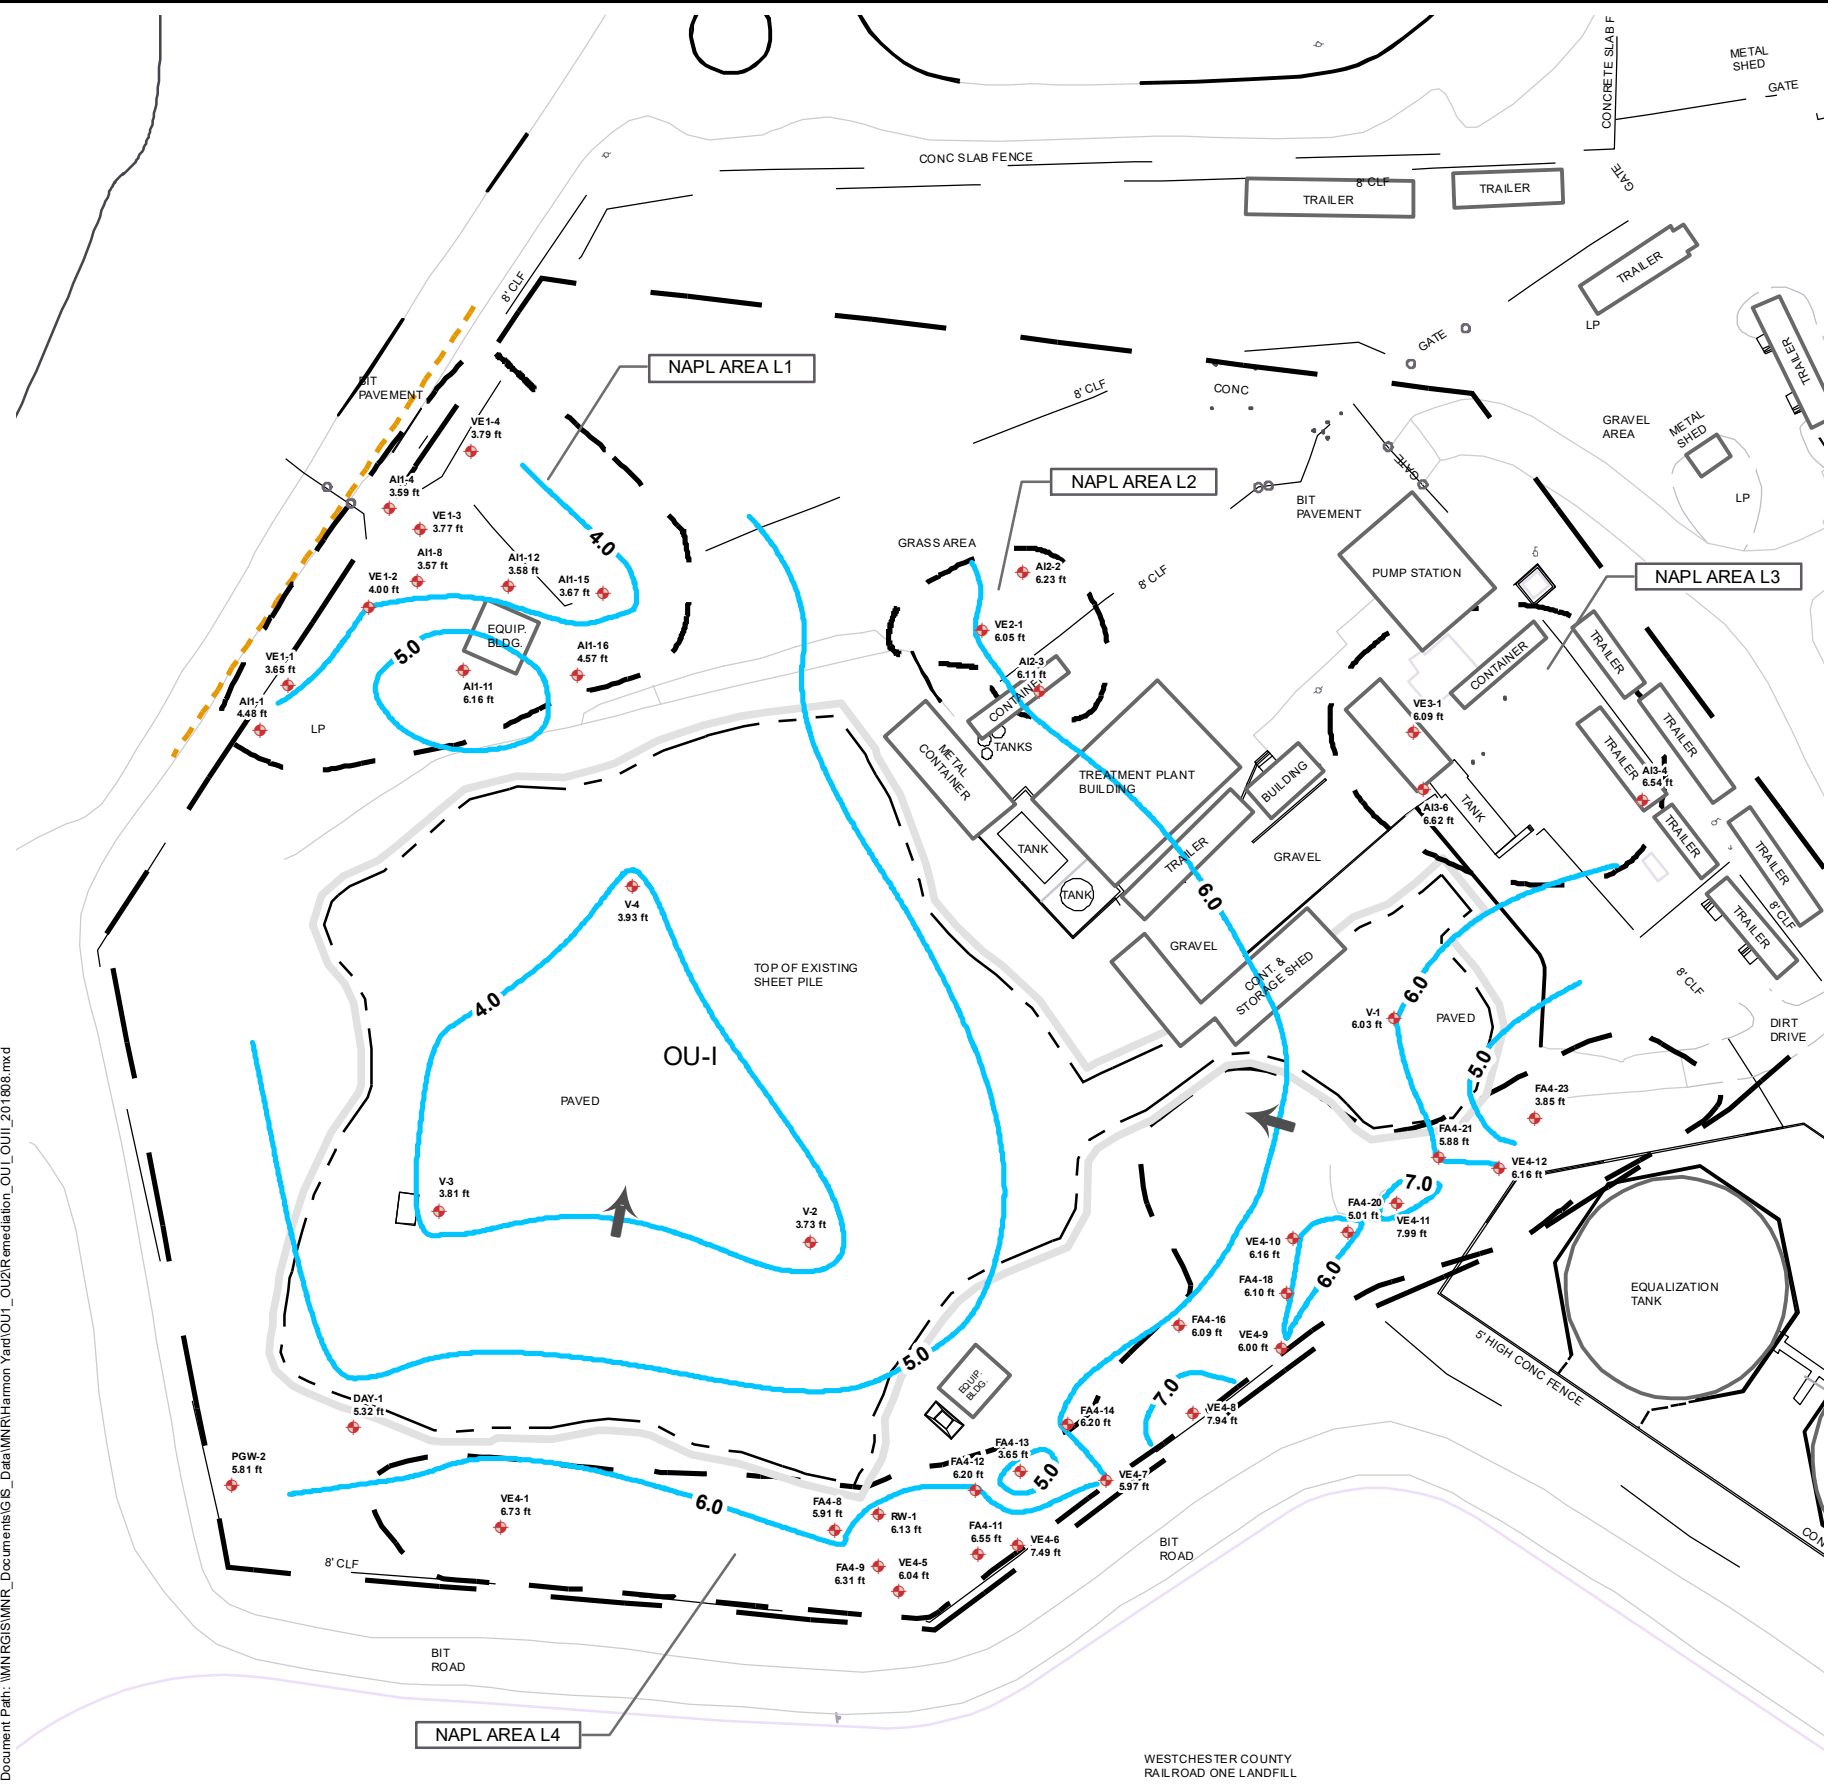 CONCRETE SLAB F
METAL
SHED
GATE
CONC SLAB FENCE
GATE
8' CLF
TRAILER
TRAILER
TRAILER
8' CLF
LP
GATE
TRAILER
NAPL AREA L1
BIT
PAVEMENT
8' CLF
CONC
GRAVEL
AREA
METAL
SHED
VE1-4
3.79 ft
GATE
NAPL AREA L2
AI1-4
3.59 ft
LP
BIT
PAVEMENT
VE1-3
3.77 ft
4.0
GRASS AREA
AI1-8
3.57 ft
AI1-12
3.58 ft
AI2-2
6.23 ft
8' CLF
PUMP STATION
NAPL AREA L3
VE1-2
4.00 ft
AI1-15
3.67 ft
EQUIP.
BLDG.
VE2-1
6.05 ft
TRAILER
5.0
VE1-1
3.65 ft
AI1-16
4.57 ft
AI2-3
6.11 ft
CONTAINER
CONTAINER
AI1-11
6.16 ft
AI1-1
4.48 ft
LP
VE3-1
6.09 ft
TRAILER
TANKS
METAL
CONTAINER
TREATMENT PLANT
BUILDING
BUILDING
TRAILER
AI3-4
6.54 ft
AI3-6
6.62 ft
TANK
TANK
TRAILER
GRAVEL
TRAILER
TRAILER
TANK
6.0
V-4
3.93 ft
8' CLF
TRAILER
GRAVEL
TOP OF EXISTING
SHEET PILE
CONT. &
STORAGE SHED
6.0
8' CLF
4.0
V-1
6.03 ft
PAVED
DIRT
DRIVE
OU-I
5.0
PAVED
FA4-23
3.85 ft
FA4-21
5.88 ft
VE4-12
6.16 ft
V-3
3.81 ft
7.0
FA4-20
5.01 ft
VE4-11
7.99 ft
V-2
3.73 ft
VE4-10
6.16 ft
6.0
FA4-18
6.10 ft
EQUALIZATION
TANK
FA4-16
6.09 ft
VE4-9
6.00 ft
5' HIGH CONC FENCE
5.0
EQUIP.
BLDG.
7.0
DAY-1
5.32 ft
FA4-14
6.20 ft
VE4-8
7.94 ft
PGW-2
5.81 ft
FA4-13
3.65 ft
FA4-12
6.20 ft
5.0
VE4-7
5.97 ft
VE4-1
6.73 ft
6.0
FA4-8
5.91 ft
RW-1
6.13 ft
FA4-11
6.55 ft
VE4-6
7.49 ft
BIT
ROAD
CON
8' CLF
FA4-9
6.31 ft
VE4-5
6.04 ft
BIT
ROAD
NAPL AREA L4
WESTCHESTER COUNTY
RAILROAD ONE LANDFILL
Document Path: \\MNRGIS\MNR_Documents\GIS_Data\MNR\Harmon Yard\OU1_OU2\Remediation_OUI_OUII_201808.mxd